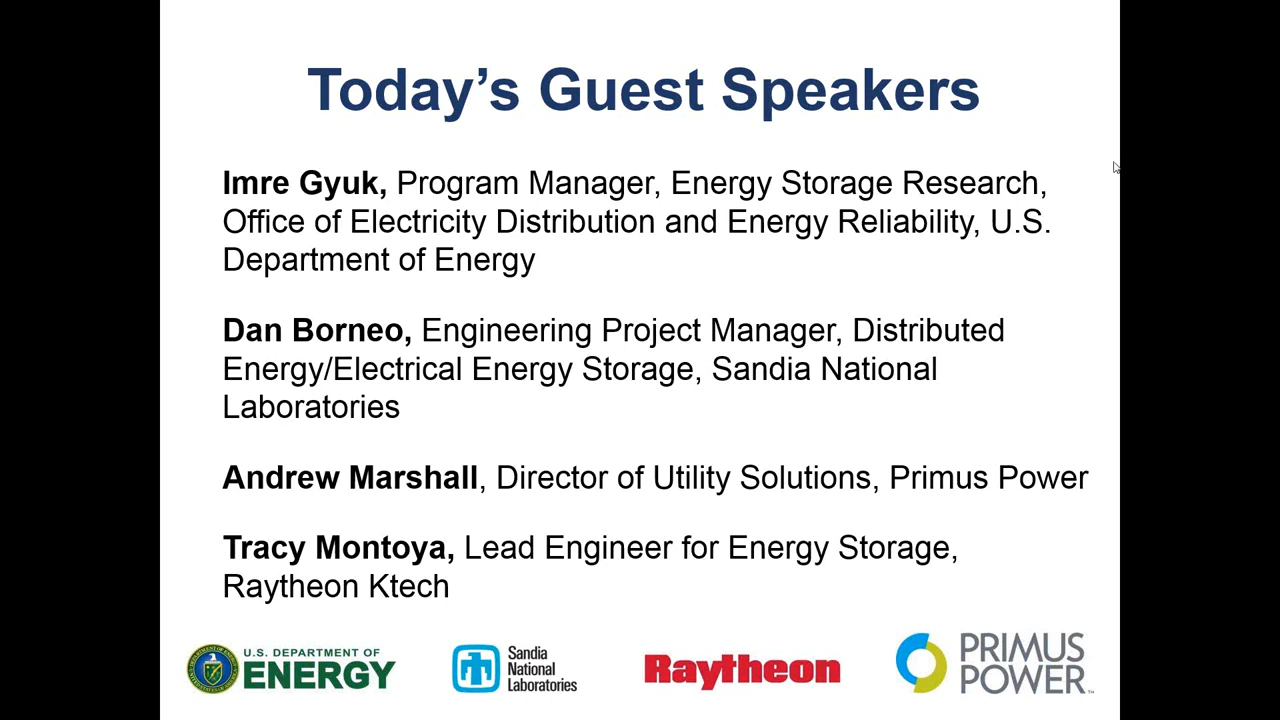 Today's Guest Speakers
Imre Gyuk, Program Manager, Energy Storage Research,
Office of Electricity Distribution and Energy Reliability, U.S.
Department of Energy
Dan Borneo, Engineering Project Manager, Distributed
Energy/Electrical Energy Storage, Sandia National
Laboratories
Andrew Marshall, Director of Utility Solutions, Primus Power
Tracy Montoya, Lead Engineer for Energy Storage,
Raytheon Ktech
U.S. DEPARTMENT OF
ENERGY
Sandia
National
Laboratories
Raytheon
PRIMUS
POWER™